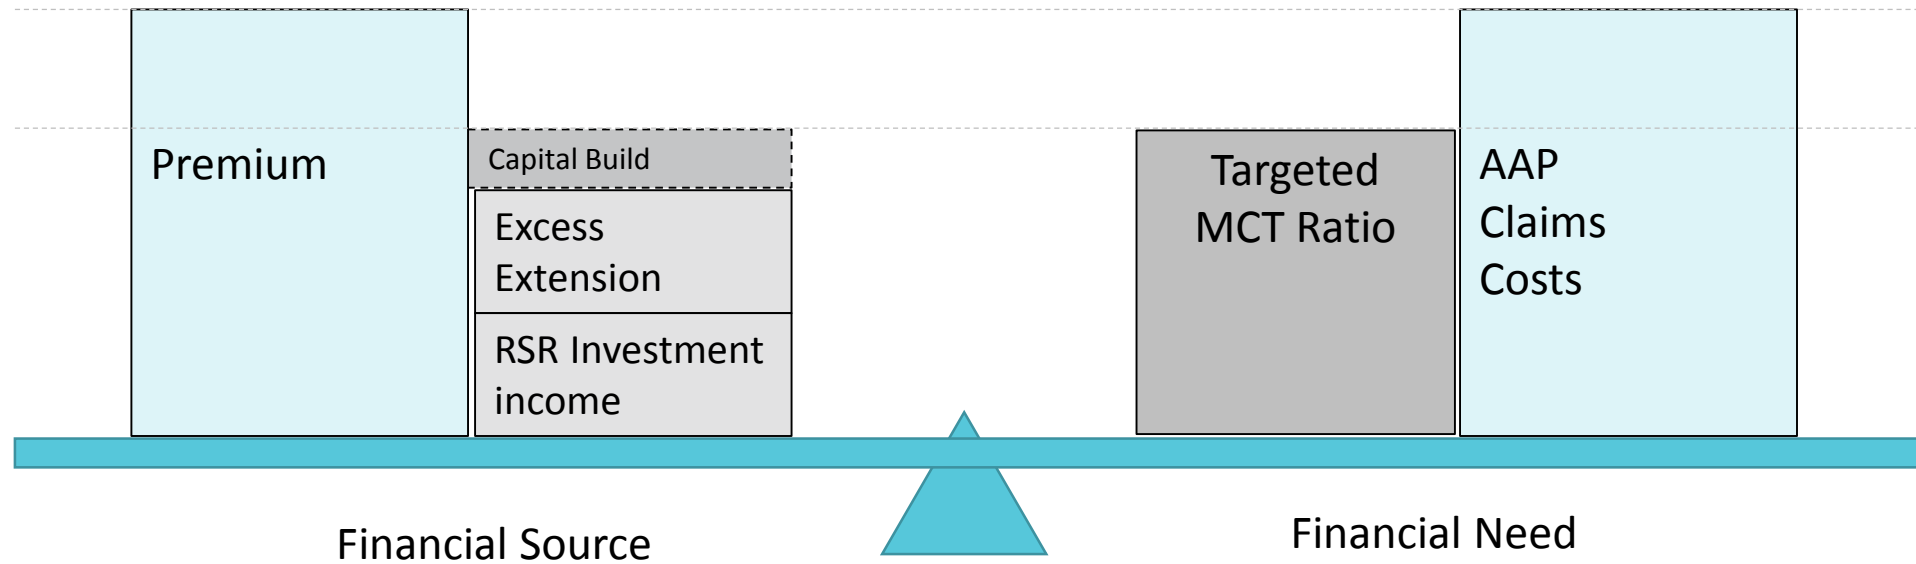 Premium
Capital Build
Excess
Extension
RSR Investment
income
Targeted
MCT Ratio
AAP
Claims
Costs
Financial Source
Financial Need